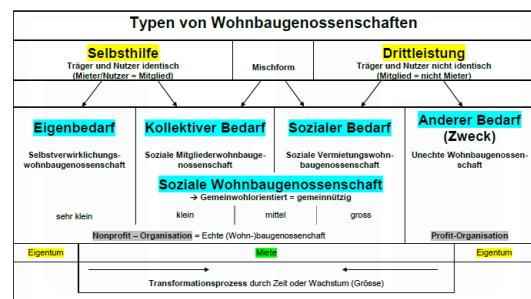 Typen von Wohnbaugenossenschaften
Selbsthilfe
Träger und Nutzer identisch
(Mieter/Nutzer = Mitglied)
Mischform
Drittleistung
Träger und Nutzer nicht identisch
(Mitglied = nicht Mieter)
Eigenbedarf
Selbstverwirklichungs-
wohnbaugenossenschaft
Kollektiver Bedarf
Soziale Mitgliederwohnbauge-
nossenschaft
Sozialer Bedarf
Soziale Vermietungswohn-
baugenossenschaft
Anderer Bedarf
(Zweck)
Unechte Wohnbaugenossen-
schaft
Soziale Wohnbaugenossenschaft
→ Gemeinwohlorientiert = gemeinnützig
sehr klein
klein
mittel
gross
Nonprofit – Organisation = Echte (Wohn-)baugenossenschaft
Profit-Organisation
Eigentum
Miete
Eigentum
Transformationsprozess durch Zeit oder Wachstum (Grösse)